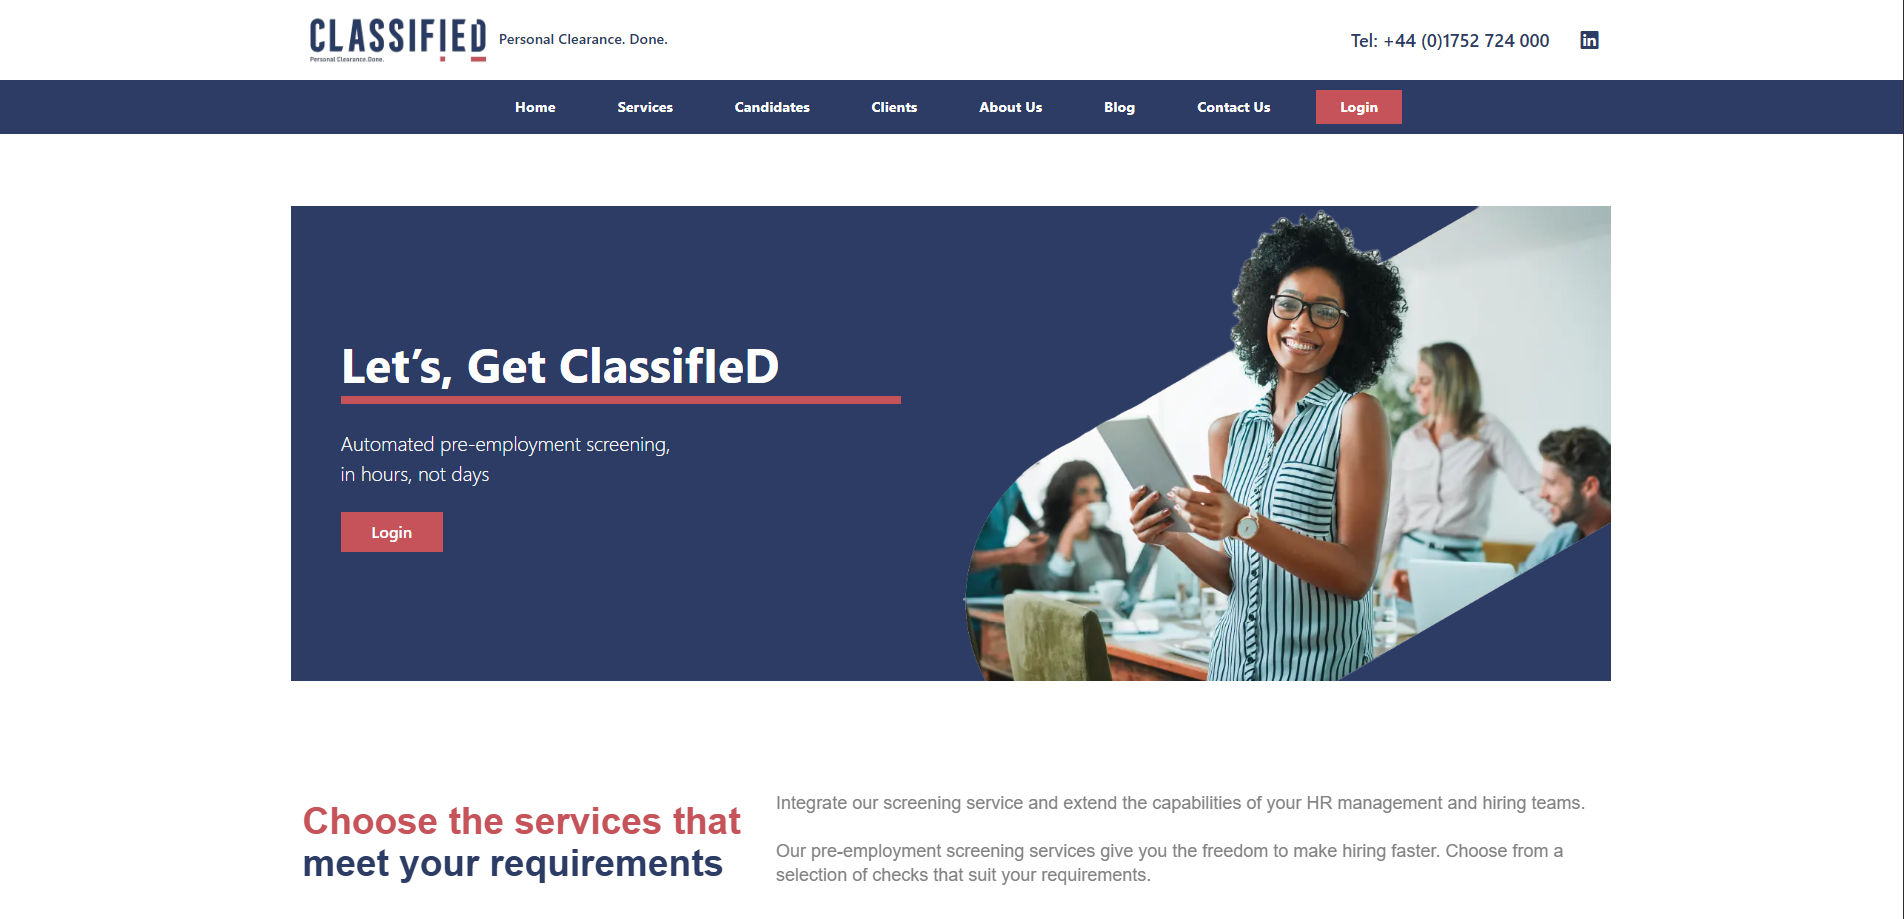 CLASSIFIED
Personal Clearance.Done.
Personal Clearance. Done.
Tel: +44 (0)1752 724 000
in
Home Services Candidates Clients About Us Blog Contact Us Login
Let’s, Get ClassifIeD
Automated pre-employment screening,
in hours, not days
Login
Choose the services that
meet your requirements
Integrate our screening service and extend the capabilities of your HR management and hiring teams.
Our pre-employment screening services give you the freedom to make hiring faster. Choose from a
selection of checks that suit your requirements.